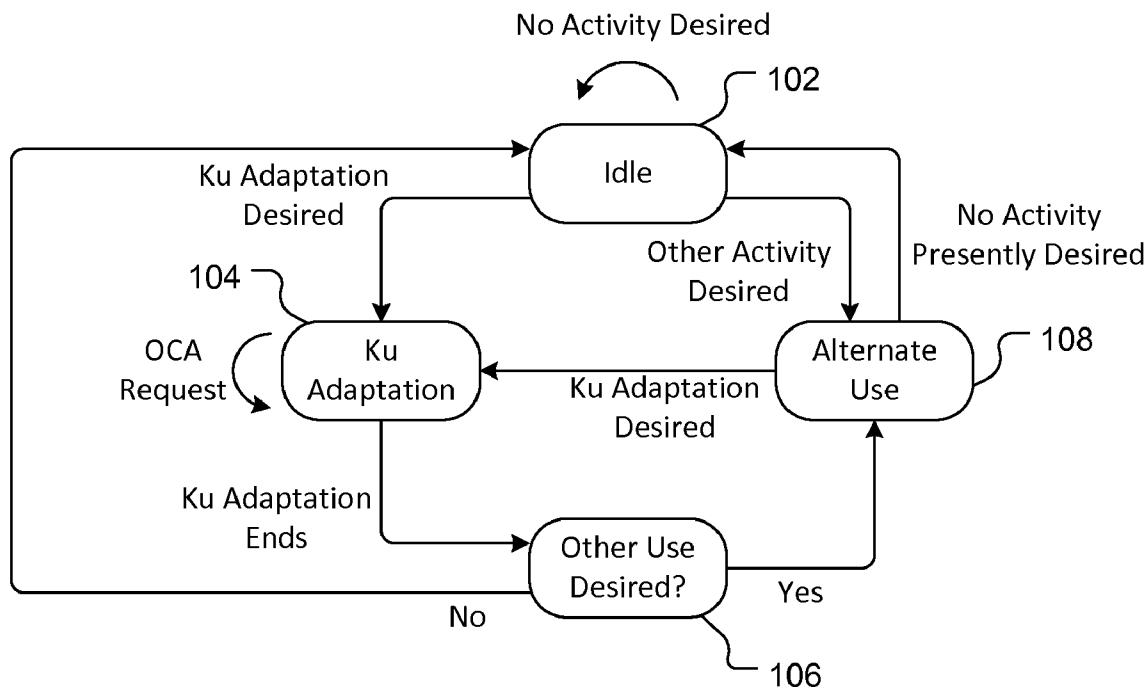 No Activity Desired
102
Idle
Ku Adaptation
Desired
Other Activity
Desired
No Activity
Presently Desired
104
OCA
Request
Ku
Adaptation
Ku Adaptation
Desired
Alternate
Use
108
Ku Adaptation
Ends
Other Use
Desired?
No
Yes
106